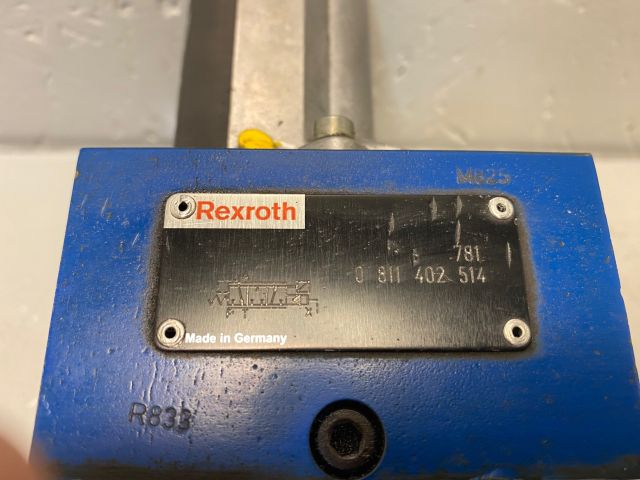 M825
Rexroth
781
0 811 402 514
Made in Germany
R833